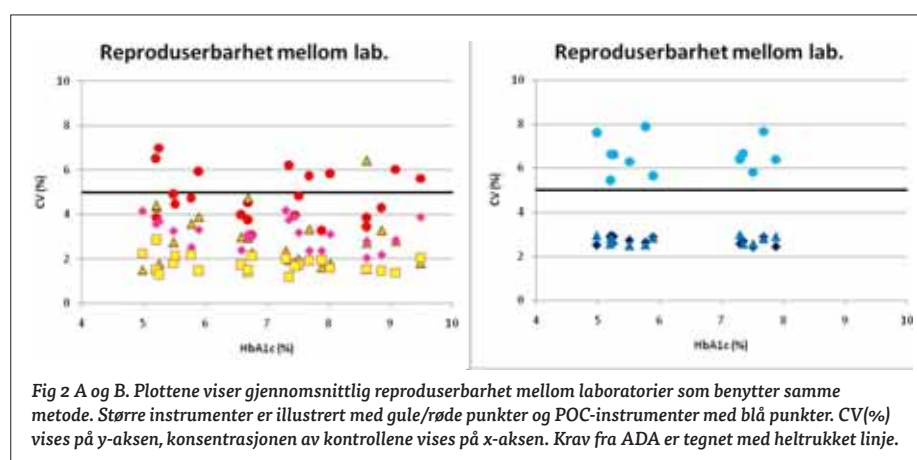 Reproduserbarhet mellom lab.
10
8
6
4
2
0
CV (%)
4 5 6 7 8 9 10
HbA1c (%)
Reproduserbarhet mellom lab.
10
8
6
4
2
0
CV (%)
4 5 6 7 8 9 10
HbA1c (%)
Fig 2 A og B. Plottene viser gjennomsnittlig reproduserbarhet mellom laboratorier som benytter samme
metode. Større instrumenter er illustrert med gule/røde punkter og POC-instrumenter med blå punkter. CV(%)
vises på y-aksen, konsentrasjonen av kontrollene vises på x-aksen. Krav fra ADA er tegnet med heltrukket linje.